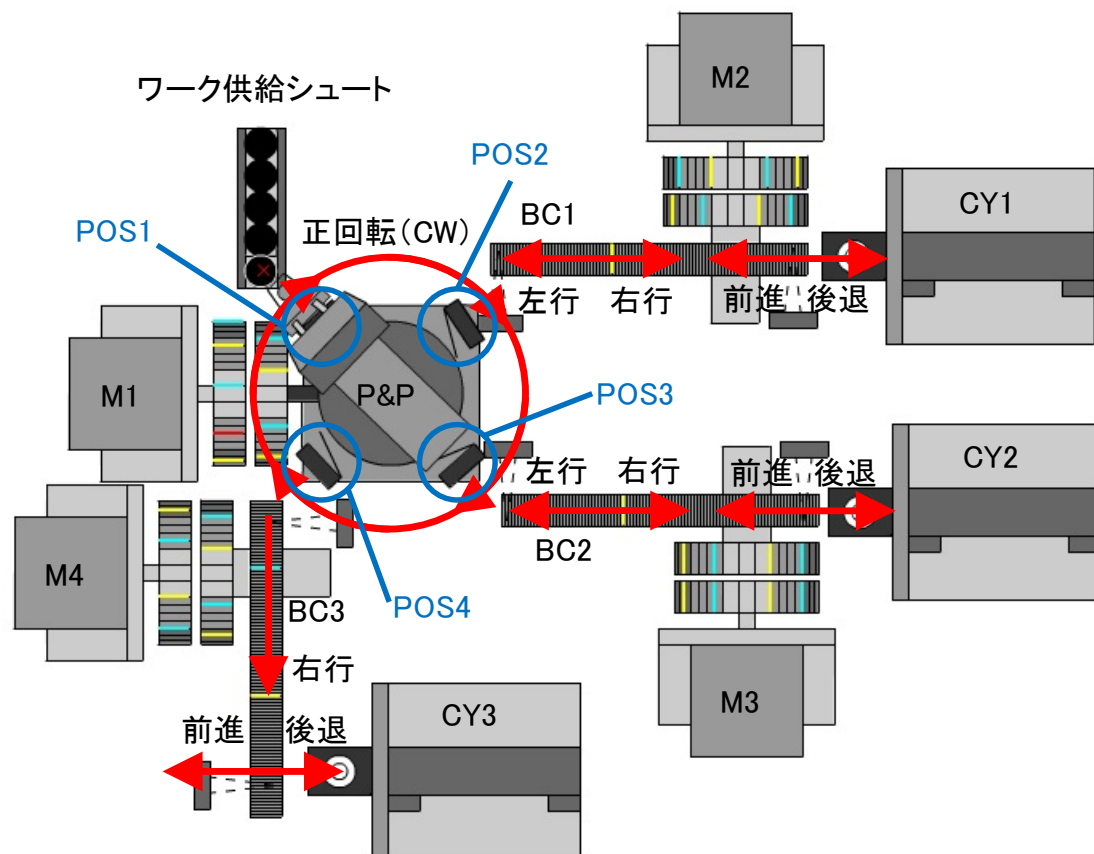 M2
ワーク供給シュート
POS2
CY1
BC1
POS1
正回転(CW)
左行
右行
前進
後退
M1
P&P
POS3
左行
右行
前進
後退
CY2
BC2
M4
BC3
POS4
右行
M3
CY3
前進
後退